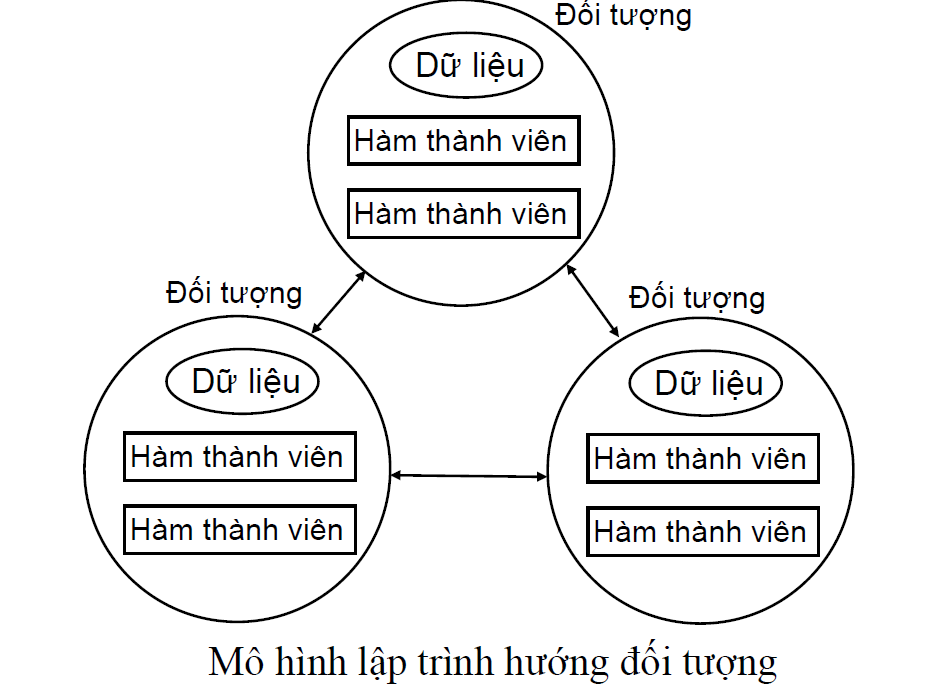 Đối tượng
Dữ liệu
Hàm thành viên
Hàm thành viên
Đối tượng
Dữ liệu
Hàm thành viên
Hàm thành viên
Đối tượng
Dữ liệu
Hàm thành viên
Hàm thành viên
Mô hình lập trình hướng đối tượng